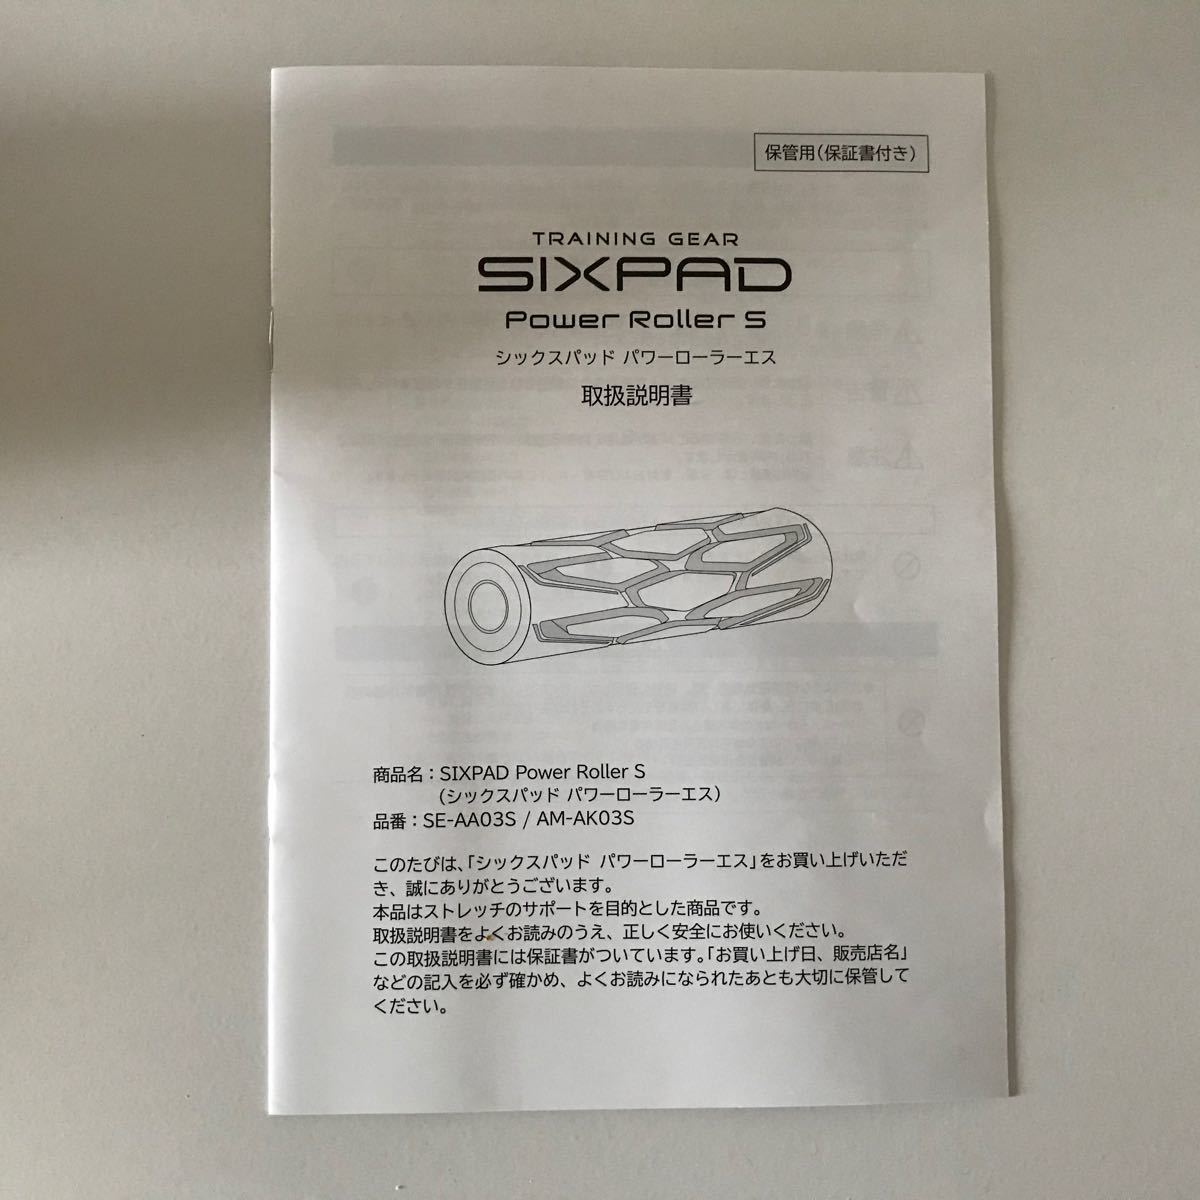 保管用(保証書付き)
TRAINING GEAR
SIXPAD
Power Roller S
シックスパッド パワーローラーエス
取扱説明書
商品名：SIXPAD Power Roller S
(シックスパッド パワーローラーエス)
品番：SE-AA03S / AM-AK03S
このたびは、「シックスパッド パワーローラーエス」をお買い上げいただ
き、誠にありがとうございます。
本品はストレッチのサポートを目的とした商品です。
取扱説明書をよくお読みのうえ、正しく安全にお使いください。
この取扱説明書には保証書がついています。「お買い上げ日、販売店名」
などの記入を必ず確かめ、よくお読みになられたあとも大切に保管して
ください。